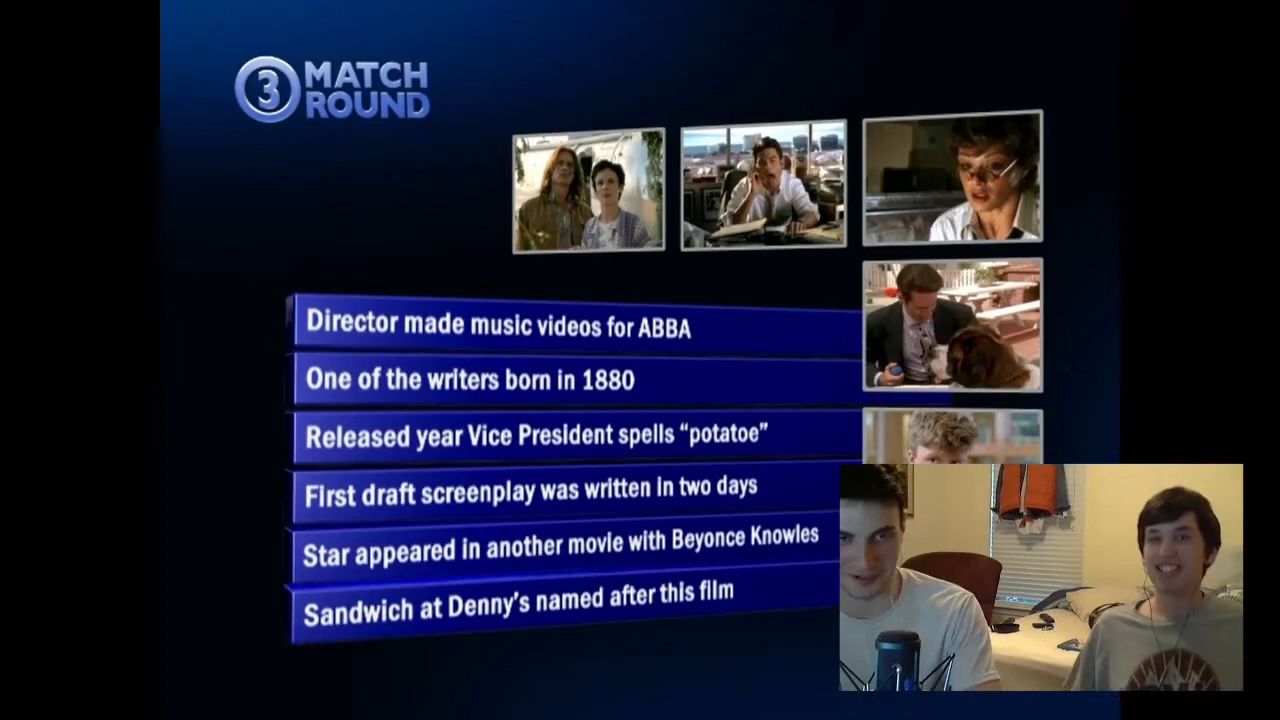 3 MATCH
ROUND
Director made music videos for ABBA
One of the writers born in 1880
Released year Vice President spells “potatoe”
First draft screenplay was written in two days
Star appeared in another movie with Beyonce Knowles
Sandwich at Denny's named after this film